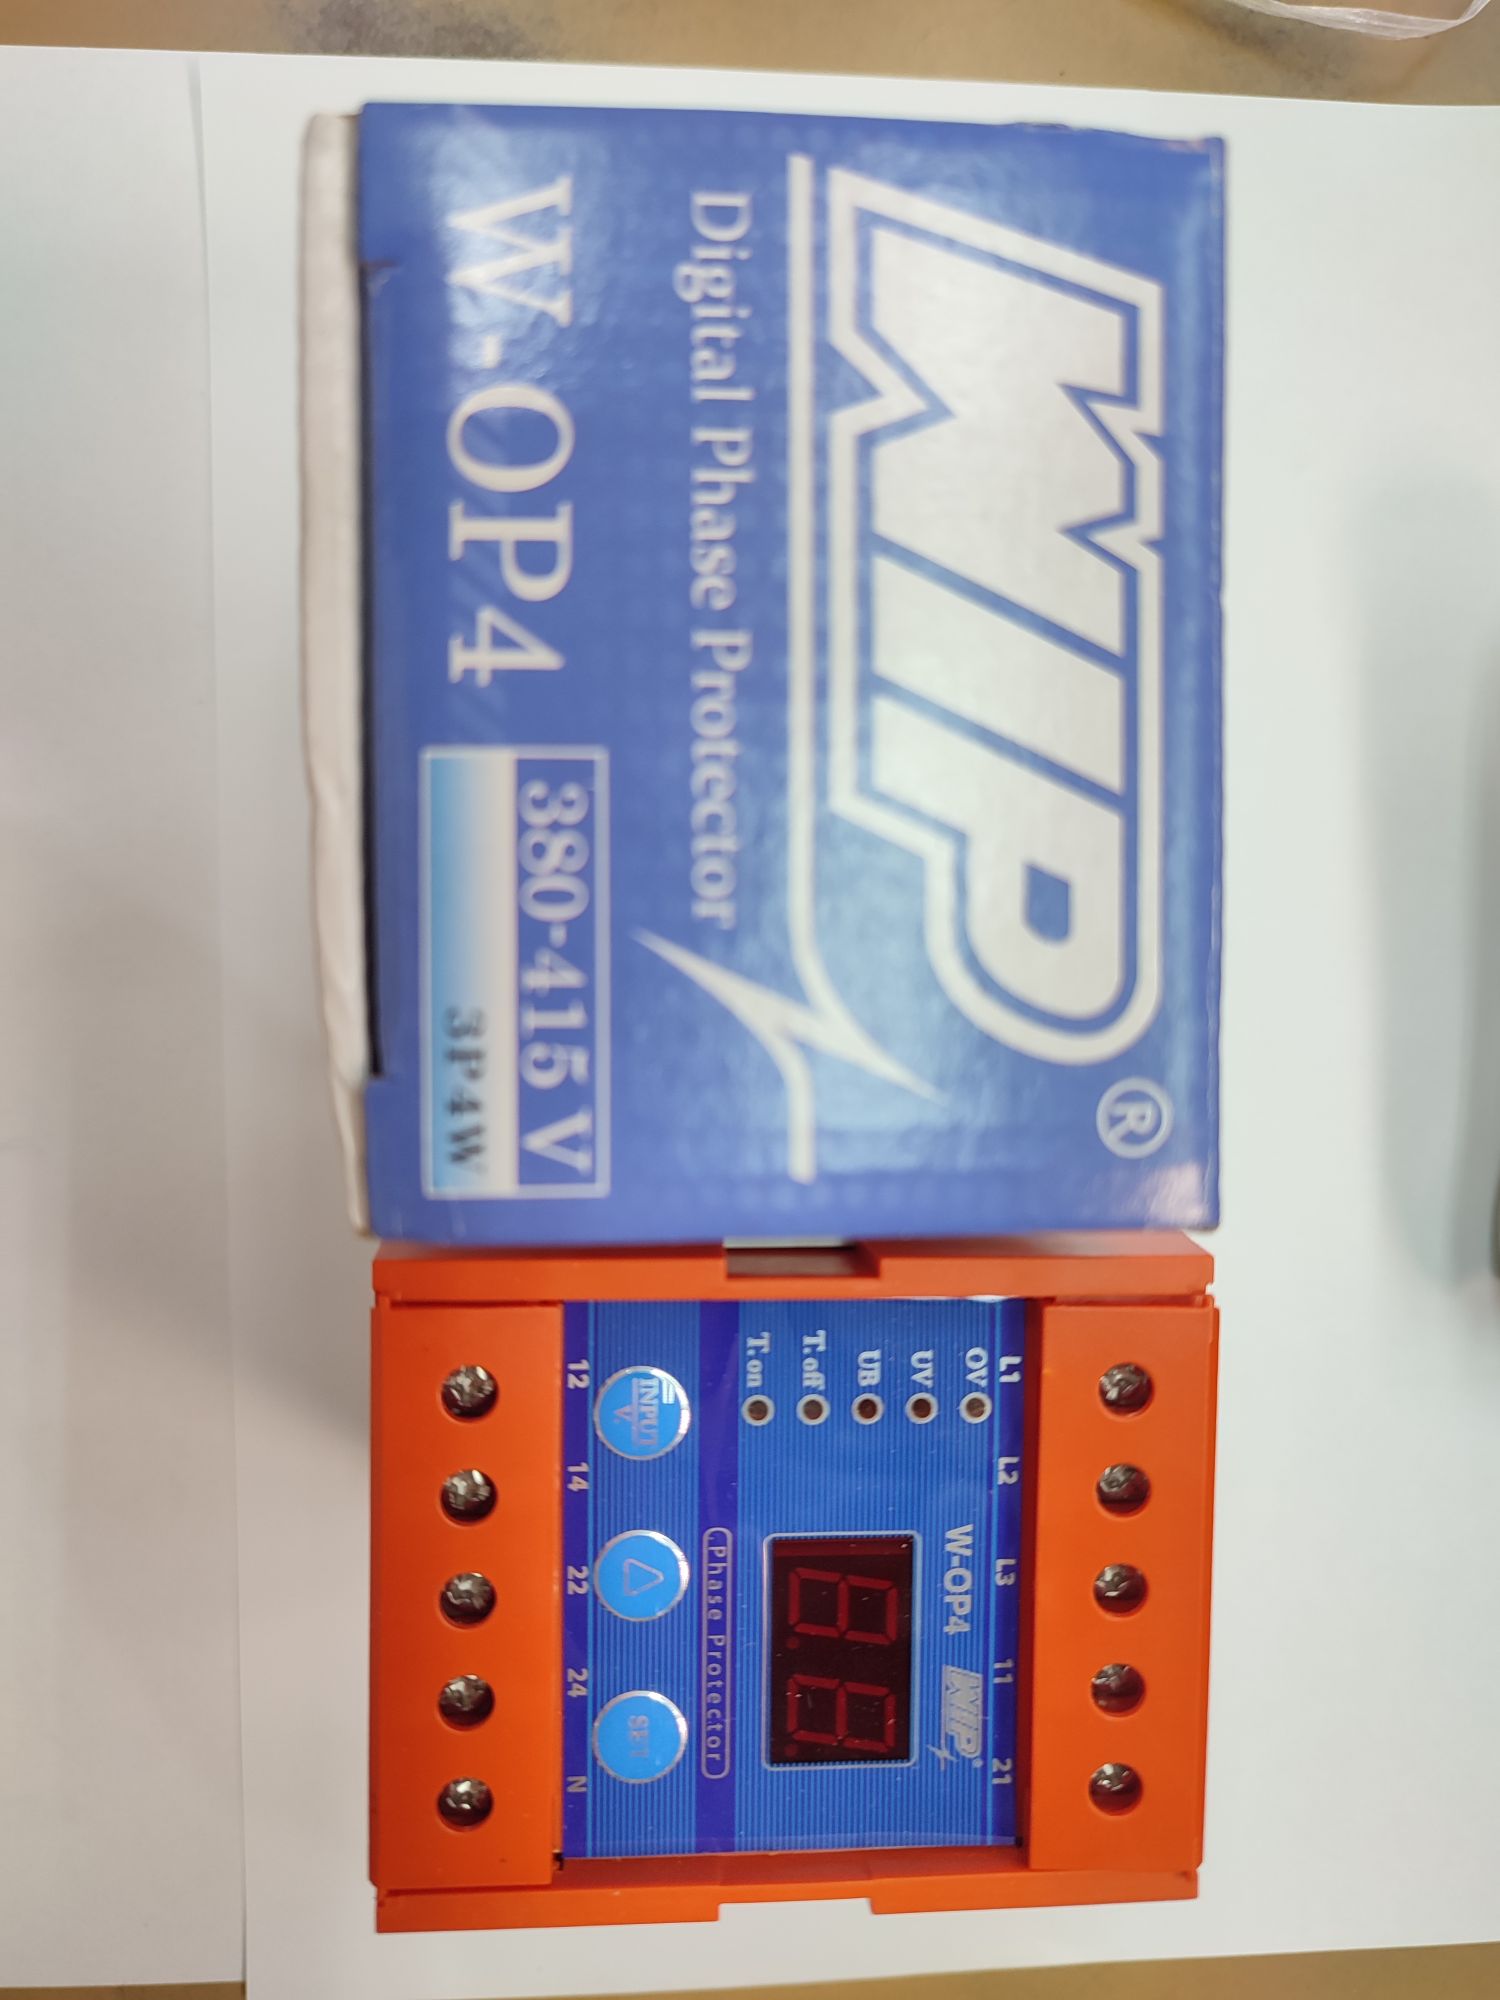 WIP®
Digital Phase Protector
W-OP4
380-415 V
3P4W
L1 L2 L3 11 21
OV
UV
UB
T. off
T. on
W-OP4 WIP®
Phase Protector
INPUT V.
SET
12 14 22 24 N